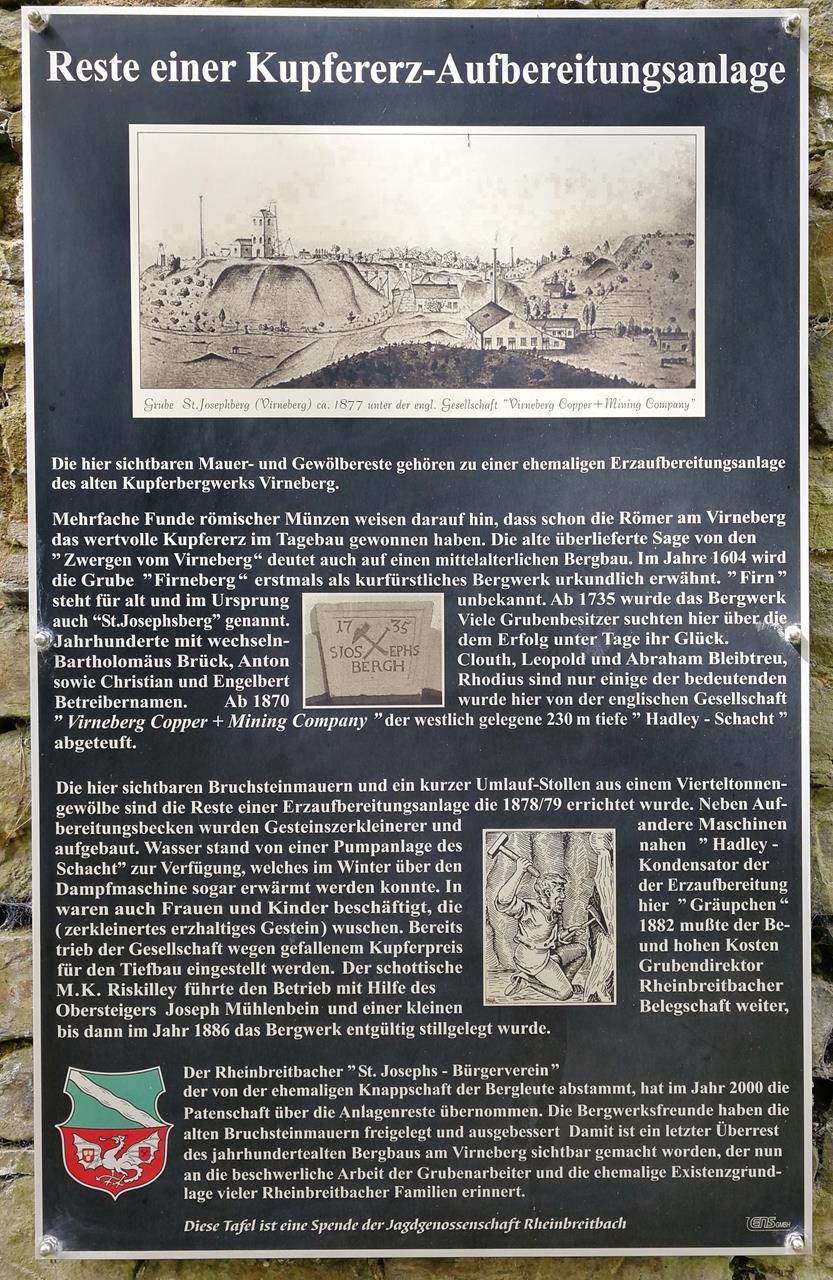 Reste einer Kupfererz-Aufbereitungsanlage
Grube St.Josephberg (Virneberg) ca. 1877 unter der engl. Gesellschaft "Virneberg Copper+Mining Company"
Die hier sichtbaren Mauer- und Gewölbereste gehören zu einer ehemaligen Erzaufbereitungsanlage
des alten Kupferbergwerks Virneberg.
Mehrfache Funde römischer Münzen weisen darauf hin, dass schon die Römer am Virneberg
das wertvolle Kupfererz im Tagebau gewonnen haben. Die alte überlieferte Sage von den
"Zwergen vom Virneberg“ deutet auch auf einen mittelalterlichen Bergbau. Im Jahre 1604 wird
die Grube "Firneberg“ erstmals als kurfürstliches Bergwerk urkundlich erwähnt. "Firn"
steht für alt und im Ursprung unbekannt. Ab 1735 wurde das Bergwerk
auch “St.Josephsberg” genannt. Viele Grubenbesitzer suchten hier über die
Jahrhunderte mit wechseln- dem Erfolg unter Tage ihr Glück.
Bartholomäus Brück, Anton Clouth, Leopold und Abraham Bleibtreu,
sowie Christian und Engelbert Rhodius sind nur einige der bedeutenden
Betreibernamen. Ab 1870 wurde hier von der englischen Gesellschaft
" Virneberg Copper + Mining Company " der westlich gelegene 230 m tiefe " Hadley - Schacht "
abgeteuft.
17 35
SIOS EPHS
BERGH
Die hier sichtbaren Bruchsteinmauern und ein kurzer Umlauf-Stollen aus einem Vierteltonnen-
gewölbe sind die Reste einer Erzaufbereitungsanlage die 1878/79 errichtet wurde. Neben Auf-
bereitungsbecken wurden Gesteinszerkleinerer und andere Maschinen
aufgebaut. Wasser stand von einer Pumpanlage des nahen " Hadley -
Schacht” zur Verfügung, welches im Winter über den Kondensator der
Dampfmaschine sogar erwärmt werden konnte. In der Erzaufbereitung
waren auch Frauen und Kinder beschäftigt, die hier "Gräupchen“
(zerkleinertes erzhaltiges Gestein) wuschen. Bereits 1882 mußte der Be-
trieb der Gesellschaft wegen gefallenem Kupferpreis und hohen Kosten
für den Tiefbau eingestellt werden. Der schottische Grubendirektor
M.K. Riskilley führte den Betrieb mit Hilfe des Rheinbreitbacher
Obersteigers Joseph Mühlenbein und einer kleinen Belegschaft weiter,
bis dann im Jahr 1886 das Bergwerk entgültig stillgelegt wurde.
Der Rheinbreitbacher "St. Josephs - Bürgerverein"
der von der ehemaligen Knappschaft der Bergleute abstammt, hat im Jahr 2000 die
Patenschaft über die Anlagenreste übernommen. Die Bergwerksfreunde haben die
alten Bruchsteinmauern freigelegt und ausgebessert Damit ist ein letzter Überrest
des jahrhundertealten Bergbaus am Virneberg sichtbar gemacht worden, der nun
an die beschwerliche Arbeit der Grubenarbeiter und die ehemalige Existenzgrund-
lage vieler Rheinbreitbacher Familien erinnert.
Diese Tafel ist eine Spende der Jagdgenossenschaft Rheinbreitbach
LENS GMBH